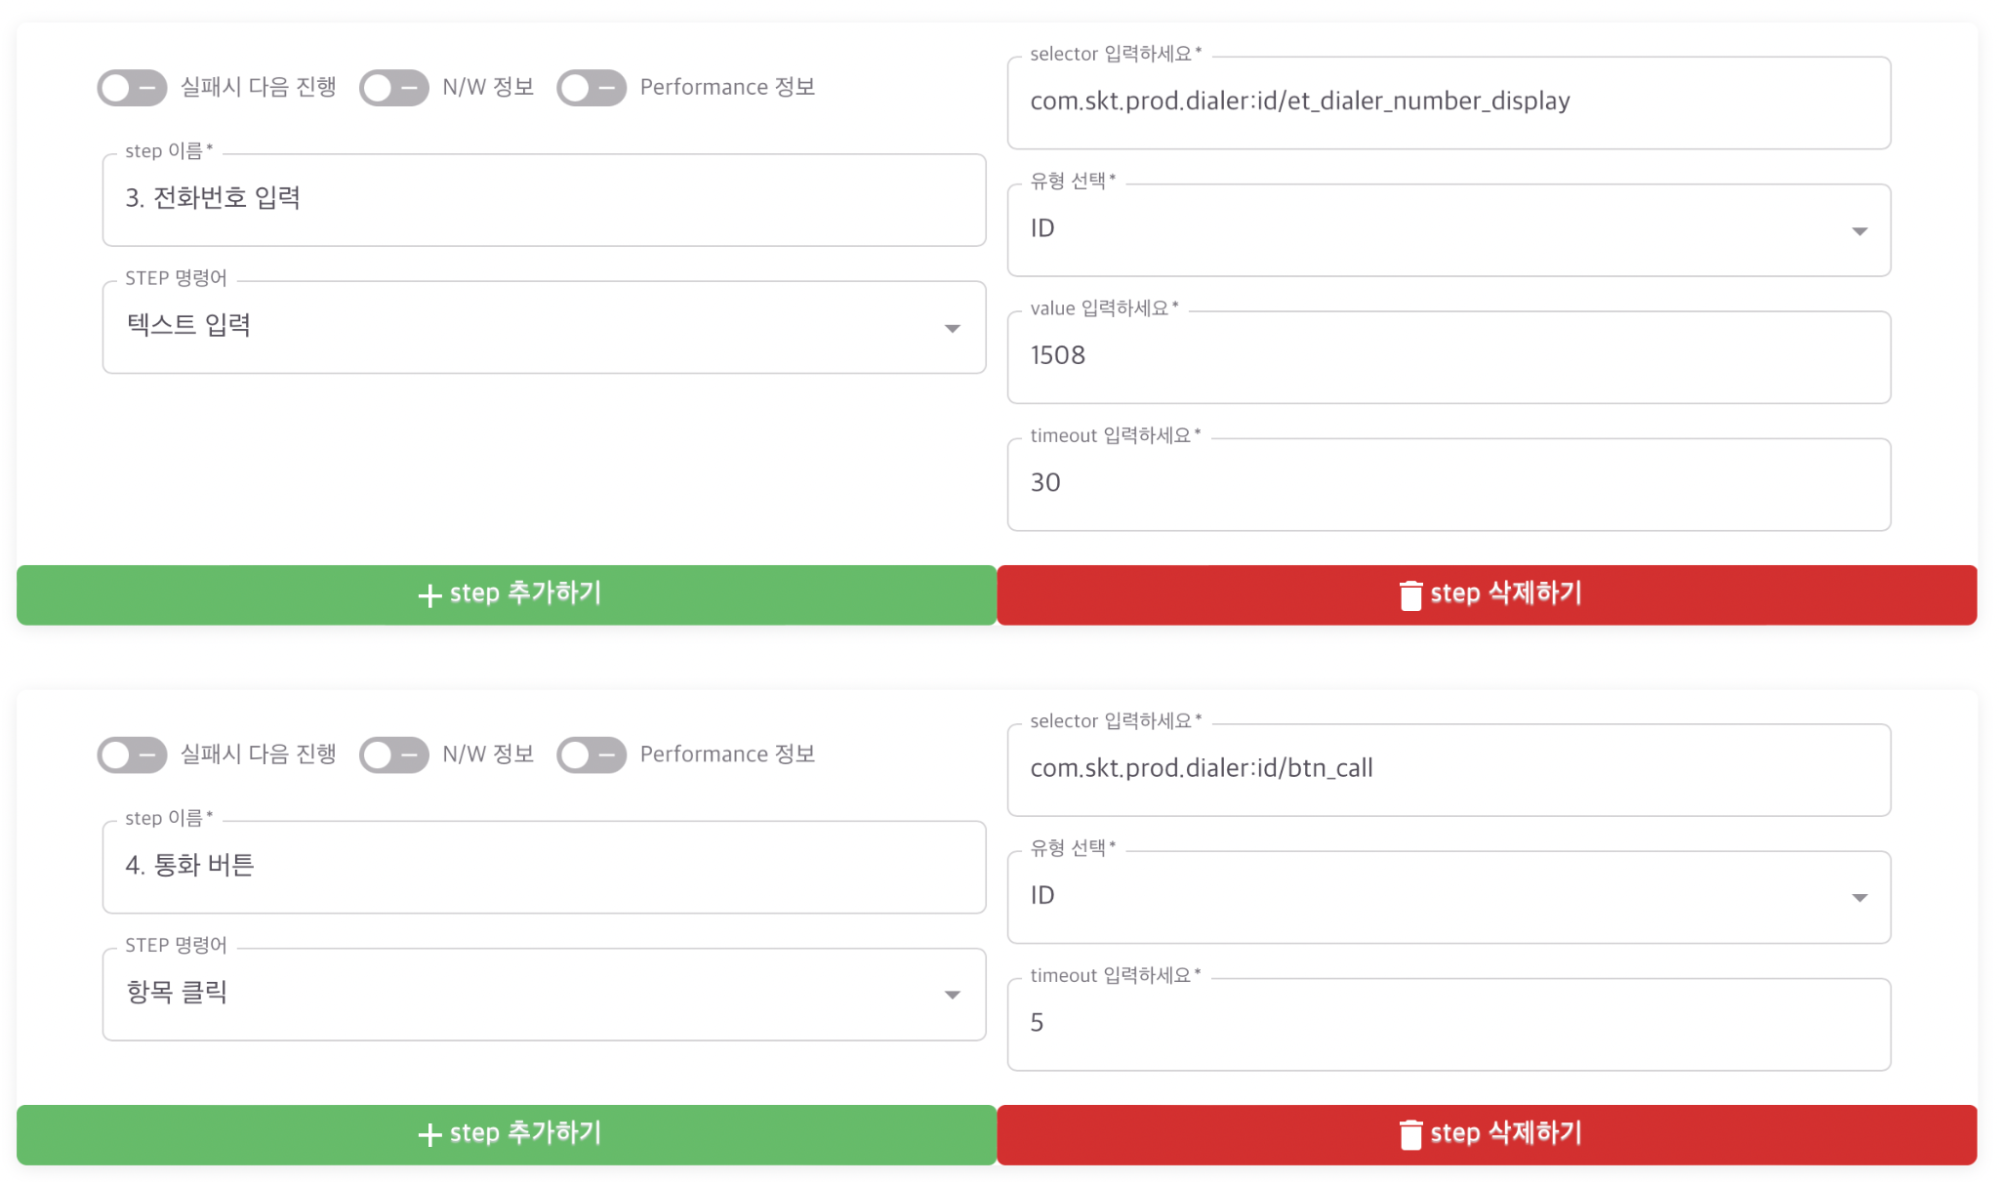 실패시 다음 진행
N/W 정보
Performance 정보
step 이름*
3. 전화번호 입력
STEP 명령어
텍스트 입력
selector 입력하세요*
com.skt.prod.dialer:id/et_dialer_number_display
유형 선택*
ID
value 입력하세요*
1508
timeout 입력하세요*
30
step 추가하기
step 삭제하기
실패시 다음 진행
N/W 정보
Performance 정보
step 이름*
4. 통화 버튼
STEP 명령어
항목 클릭
selector 입력하세요*
com.skt.prod.dialer:id/btn_call
유형 선택*
ID
timeout 입력하세요*
5
step 추가하기
step 삭제하기